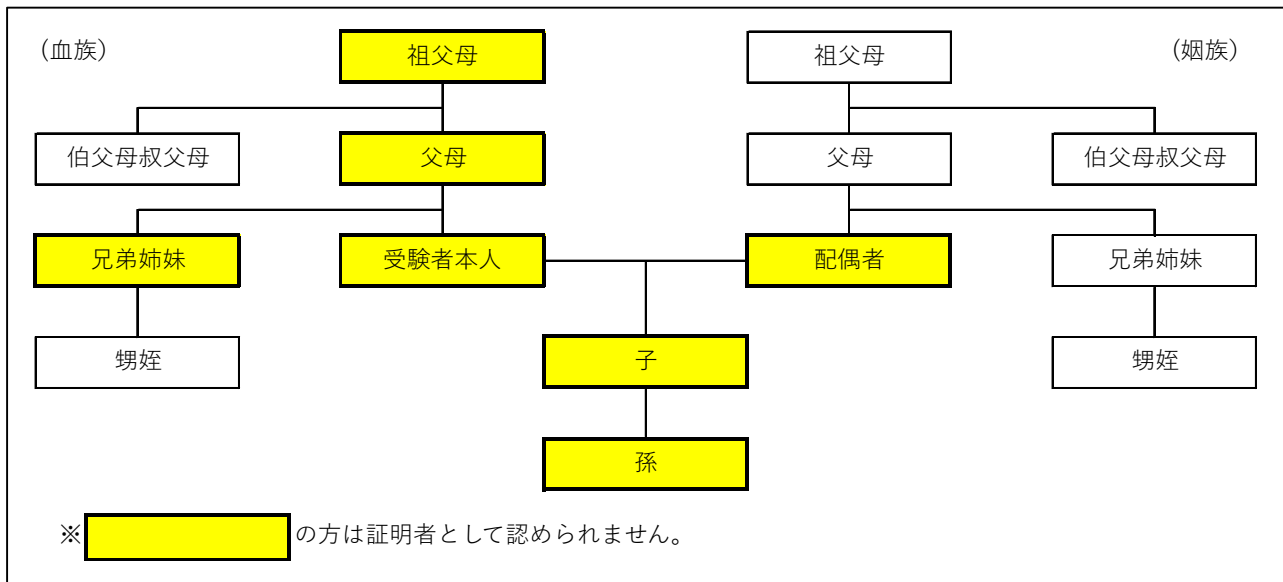 (血族)
祖父母
祖父母
(姻族)
伯父母叔父母
父母
父母
伯父母叔父母
兄弟姉妹
受験者本人
配偶者
兄弟姉妹
甥姪
子
甥姪
孫
※
の方は証明者として認められません。